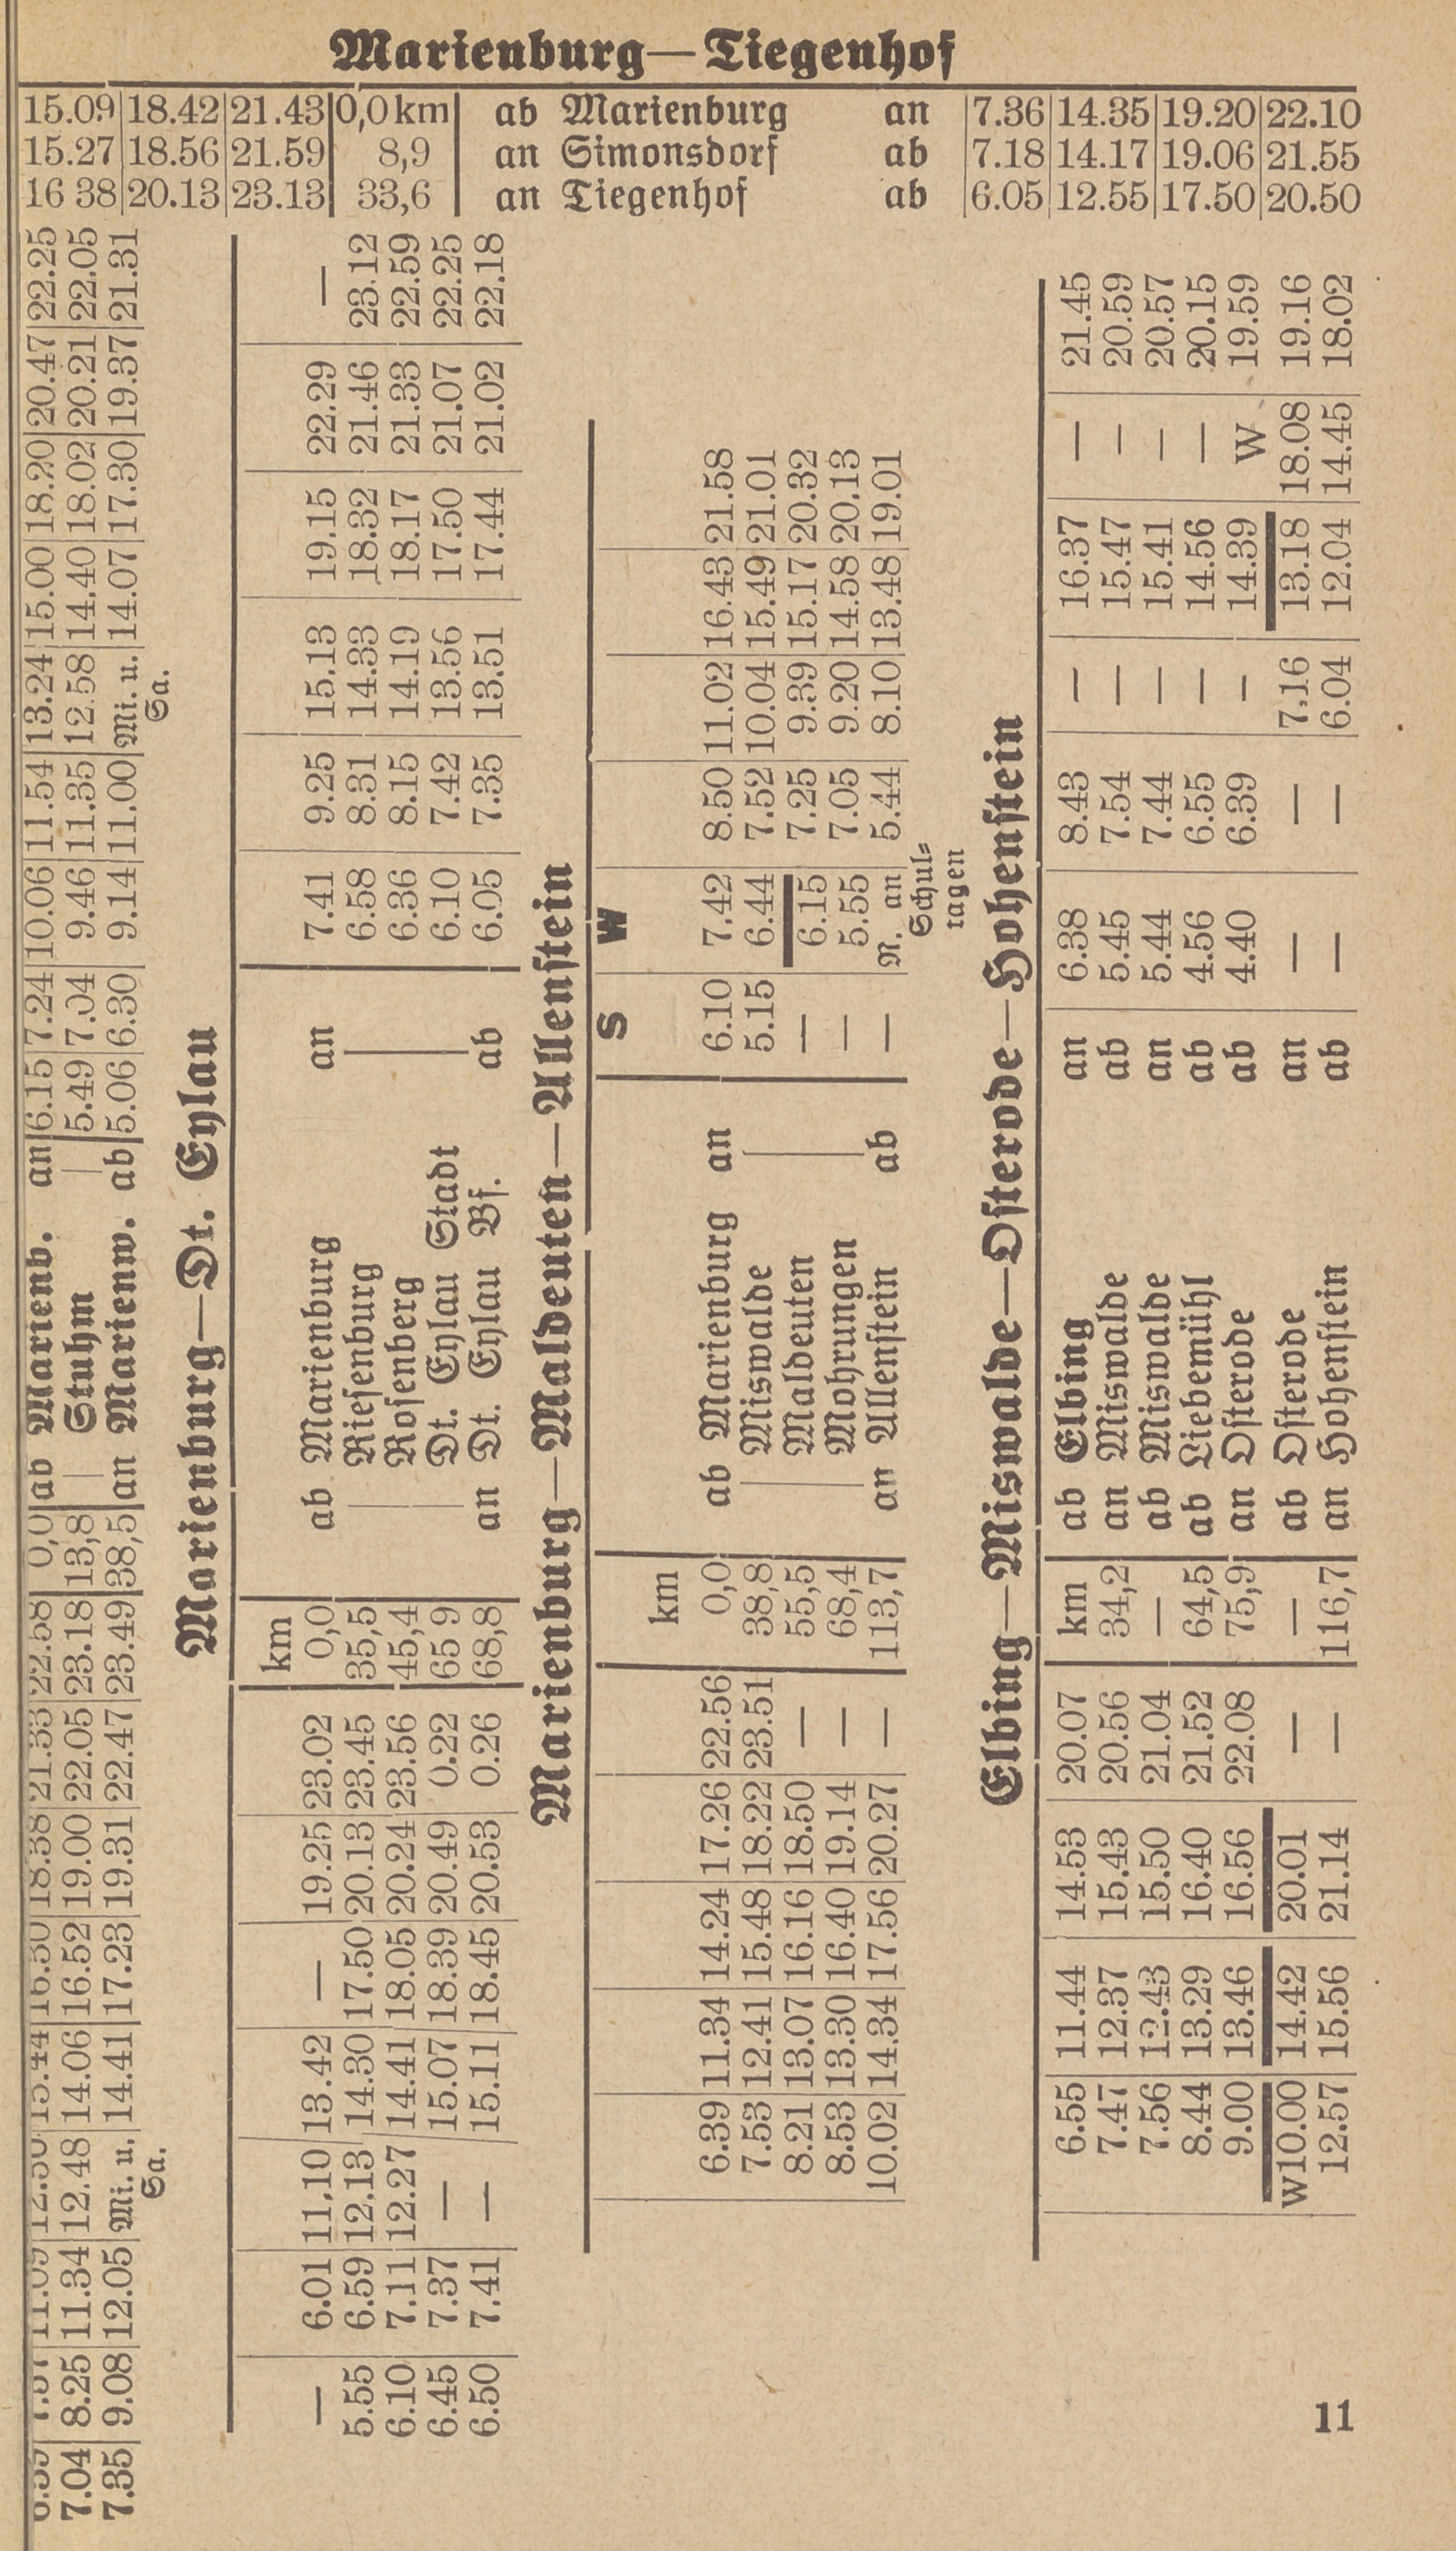 Marienburg—Tiegenhof
15.09 18.42 21.43 0,0 km ab Marienburg an 7.36 14.35 19.20 22.10
15.27 18.56 21.59 8,9 an Simonsdorf ab 7.18 14.17 19.06 21.55
16 38 20.13 23.13 33,6 an Tiegenhof ab 6.05 12.55 17.50 20.50
22.58 0,0 ab Marienb. an 6.15 7.24 10.06 11.54 13.24 15.00 18.20 20.47 22.25
7.04 8.25 11.34 12.48 14.06 16.52 19.00 22.05 23.18 13,8 Stuhm 5.49 7.04 9.46 11.35 12.58 14.40 18.02 20.21 22.05
7.35 9.08 12.05 Mi. u. 14.41 17.23 19.31 22.47 23.49 38,5 an Marienw. ab 5.06 6.30 9.14 11.00 Mi. u. 14.07 17.30 19.37 21.31
Sa. Sa.
Marienburg—Dt. Eylau
km
— 6.01 11,10 13.42 — 19.25 23.02 0,0 ab Marienburg an 7.41 9.25 15.13 19.15 22.29 —
5.55 6.59 12.13 14.30 17.50 20.13 23.45 35,5 Riesenburg 6.58 8.31 14.33 18.32 21.46 23.12
6.10 7.11 12.27 14.41 18.05 20.24 23.56 45,4 Rosenberg 6.36 8.15 14.19 18.17 21.33 22.59
6.45 7.37 — 15.07 18.39 20.49 0.22 65 9 Dt. Eylau Stadt 6.10 7.42 13.56 17.50 21.07 22.25
6.50 7.41 — 15.11 18.45 20.53 0.26 68,8 an Dt. Eylau Bf. ab 6.05 7.35 13.51 17.44 21.02 22.18
Marienburg—Maldeuten—Allenstein
S W
km
6.39 11.34 14.24 17.26 22.56 0,0 ab Marienburg an 6.10 7.42 8.50 11.02 16.43 21.58
7.53 12.41 15.48 18.22 23.51 38,8 Miswalde 5.15 6.44 7.52 10.04 15.49 21.01
8.21 13.07 16.16 18.50 — 55,5 Maldeuten — 6.15 7.25 9.39 15.17 20.32
8.53 13.30 16.40 19.14 — 68,4 Mohrungen — 5.55 7.05 9.20 14.58 20.13
10.02 14.34 17.56 20.27 — 113,7 an Allenstein ab — N. an 5.44 8.10 13.48 19.01
Schul=
tagen
Elbing—Miswalde—Osterode—Hohenstein
6.55 11.44 14.53 20.07 km ab Elbing an 6.38 8.43 — 16.37 — 21.45
7.47 12.37 15.43 20.56 34,2 an Miswalde ab 5.45 7.54 — 15.47 — 20.59
7.56 12.43 15.50 21.04 — ab Miswalde an 5.44 7.44 — 15.41 — 20.57
8.44 13.29 16.40 21.52 64,5 ab Liebemühl ab 4.56 6.55 — 14.56 — 20.15
9.00 13.46 16.56 22.08 75,9 an Osterode ab 4.40 6.39 — 14.39 W 19.59
W10.00 14.42 20.01 — — ab Osterode an — — 7,16 13.18 18.08 19.16
12.57 15.56 21.14 — 116,7 an Hohenstein ab — — 6.04 12.04 14.45 18.02
11